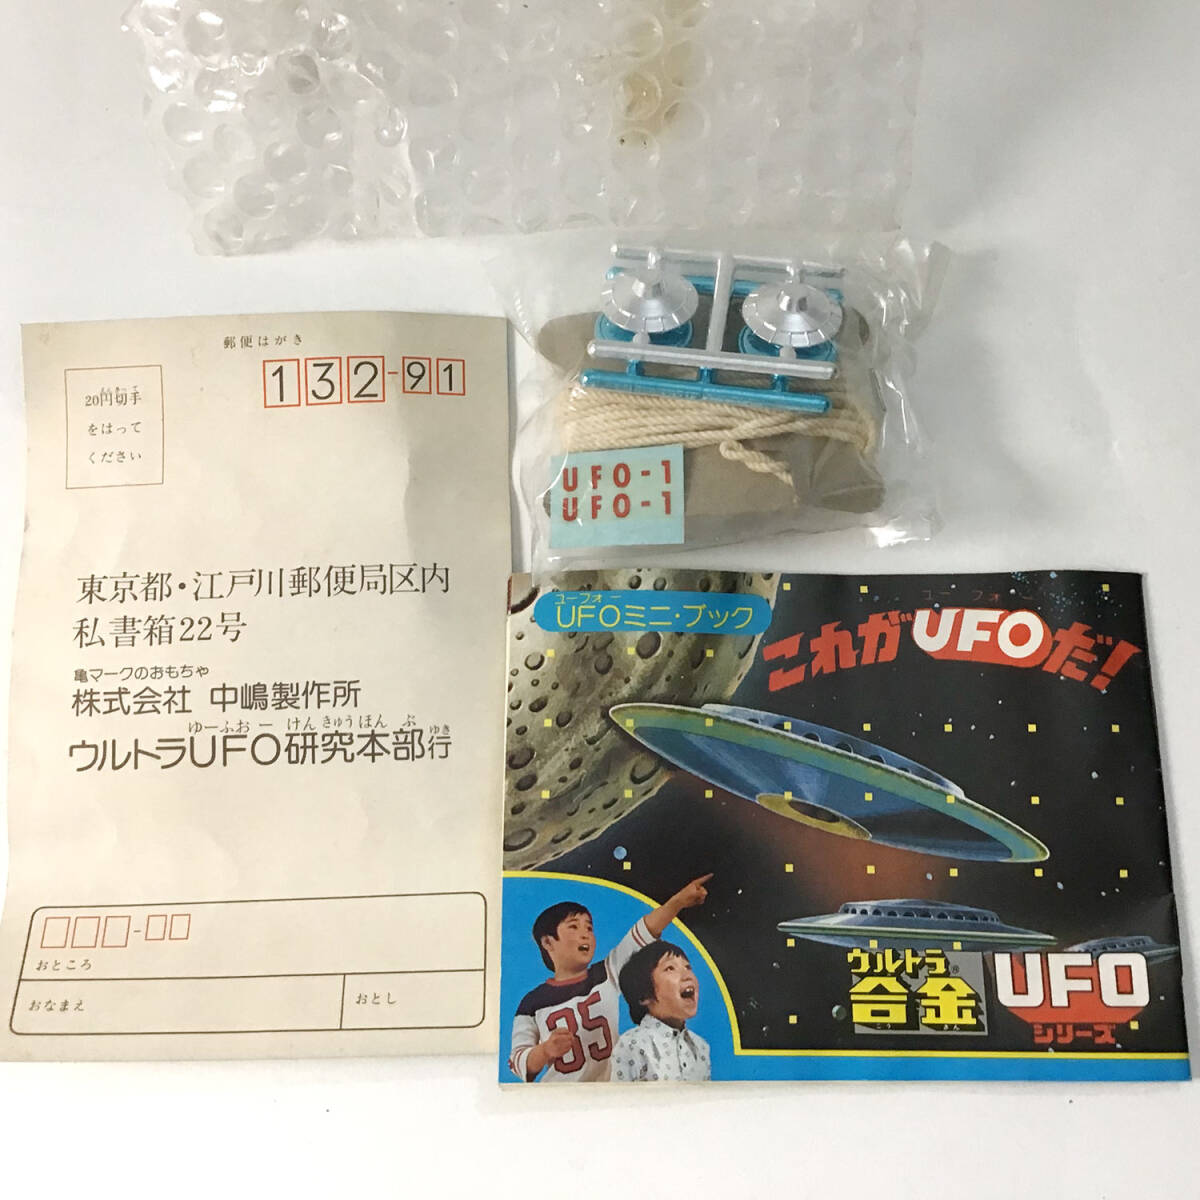 郵便はがき
132-91
20円切手
きって
をはって
ください
東京都・江戸川郵便局区内
私書箱22号
亀マークのおもちゃ
株式会社 中嶋製作所
ゆーふぉー けんきゅうほんぶ ゆき
ウルトラUFO研究本部行
おところ
おなまえ
おとし
UFO-1
UFO-1
ユーフォー
UFOミニ・ブック
ユーフォー
これがUFOだ!
85
ウルトラ®
合金
ごうきん
UFO
シリーズ